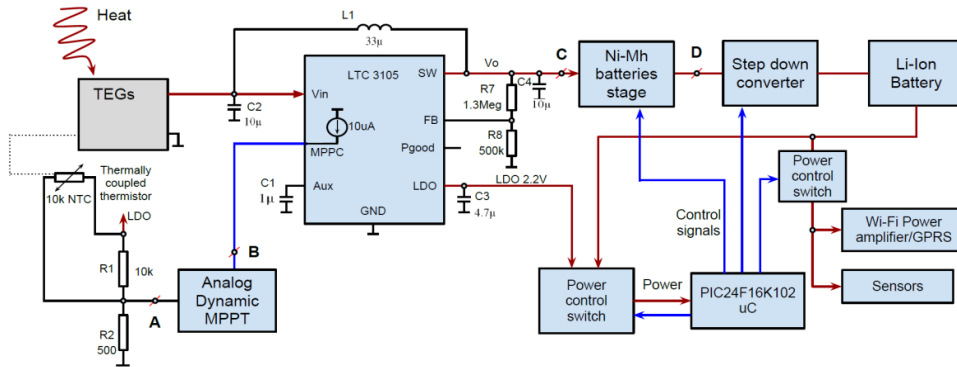 Heat
TEGs
C2
10μ
L1
33μ
LTC 3105
SW
Vin
10uA
MPPC
FB
Pgood
Aux
LDO
GND
C1
1μ
Vo
R7
1.3Meg
R8
500k
C4
10μ
C
Ni-Mh
batteries
stage
D
Step down
converter
Li-Ion
Battery
LDO 2.2V
C3
4.7μ
Thermally
coupled
thermistor
10k NTC
LDO
R1
10k
R2
500
A
B
Analog
Dynamic
MPPT
Power
control
switch
Power
PIC24F16K102
uC
Control
signals
Power
control
switch
Wi-Fi Power
amplifier/GPRS
Sensors